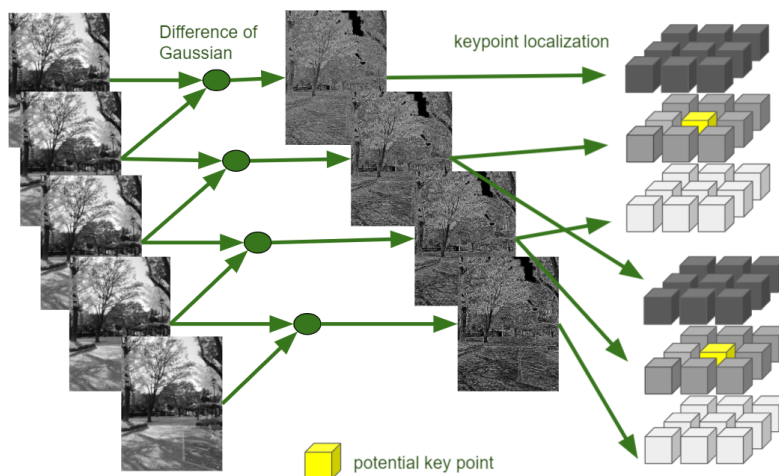 Difference of
Gaussian
keypoint localization
potential key point